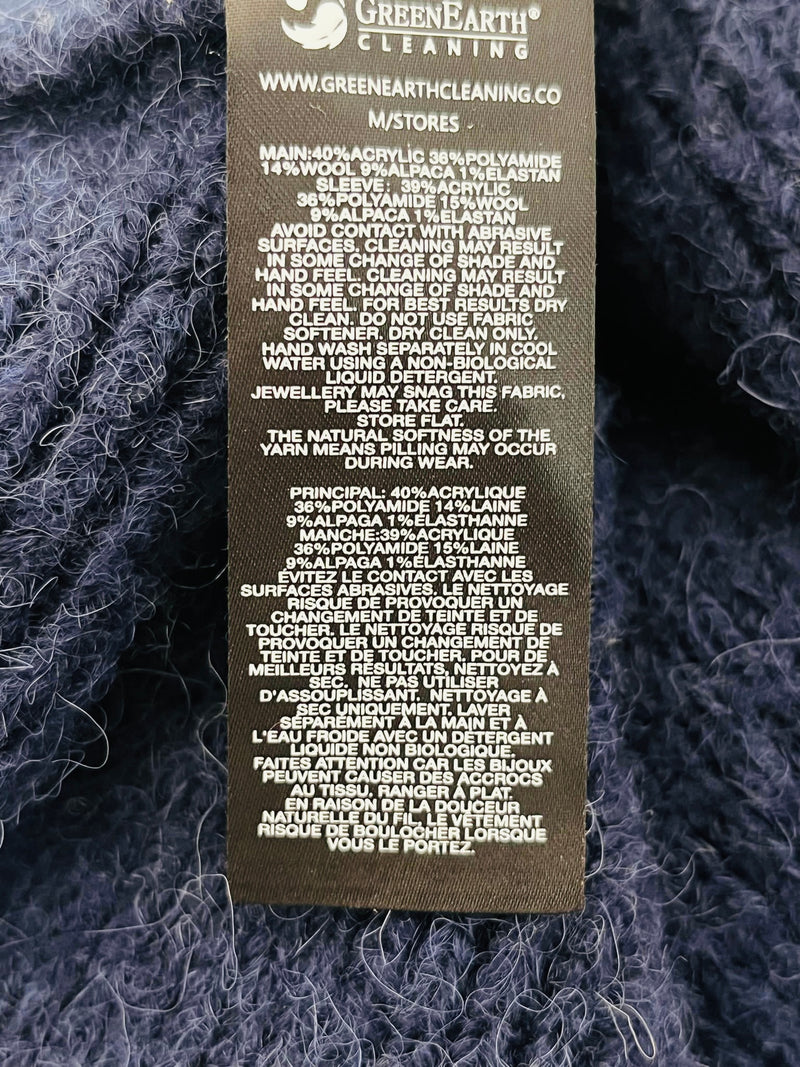 GREENEARTH®
CLEANING
WWW.GREENEARTHCLEANING.CO
M/STORES
MAIN:40%ACRYLIC 36%POLYAMIDE
14%WOOL 9%ALPACA 1%ELASTAN
SLEEVE: 39%ACRYLIC
36%POLYAMIDE 15%WOOL
9%ALPACA 1%ELASTAN
AVOID CONTACT WITH ABRASIVE
SURFACES. CLEANING MAY RESULT
IN SOME CHANGE OF SHADE AND
HAND FEEL. CLEANING MAY RESULT
IN SOME CHANGE OF SHADE AND
HAND FEEL. FOR BEST RESULTS DRY
CLEAN. DO NOT USE FABRIC
SOFTENER. DRY CLEAN ONLY.
HAND WASH SEPARATELY IN COOL
WATER USING A NON-BIOLOGICAL
LIQUID DETERGENT.
JEWELLERY MAY SNAG THIS FABRIC,
PLEASE TAKE CARE.
STORE FLAT.
THE NATURAL SOFTNESS OF THE
YARN MEANS PILLING MAY OCCUR
DURING WEAR.
PRINCIPAL: 40%ACRYLIQUE
36%POLYAMIDE 14%LAINE
9%ALPAGA 1%ELASTHANNE
MANCHE:39%ACRYLIQUE
36%POLYAMIDE 15%LAINE
9%ALPAGA 1%ELASTHANNE
ÉVITEZ LE CONTACT AVEC LES
SURFACES ABRASIVES. LE NETTOYAGE
RISQUE DE PROVOQUER UN
CHANGEMENT DE TEINTE ET DE
TOUCHER. LE NETTOYAGE RISQUE DE
PROVOQUER UN CHANGEMENT DE
TEINTE ET DE TOUCHER. POUR DE
MEILLEURS RÉSULTATS, NETTOYEZ À
SEC. NE PAS UTILISER
D'ASSOUPLISSANT. NETTOYAGE À
SEC UNIQUEMENT. LAVER
SÉPAREMENT À LA MAIN ET À
L'EAU FROIDE AVEC UN DÉTERGENT
LIQUIDE NON BIOLOGIQUE.
FAITES ATTENTION CAR LES BIJOUX
PEUVENT CAUSER DES ACCROCS
AU TISSU. RANGER À PLAT.
EN RAISON DE LA DOUCEUR
NATURELLE DU FIL, LE VÊTEMENT
RISQUE DE BOULOCHER LORSQUE
VOUS LE PORTEZ.